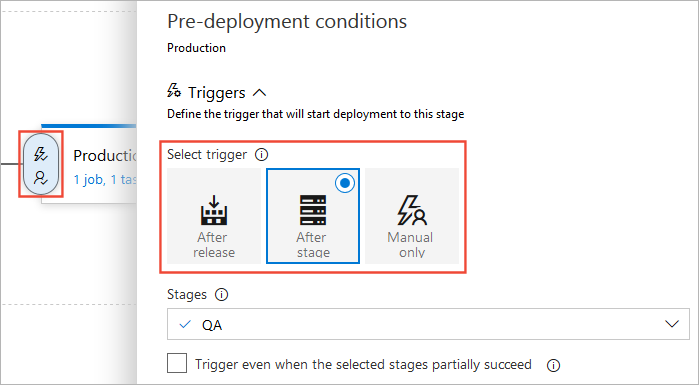 Pre-deployment conditions
Production
Triggers
Define the trigger that will start deployment to this stage
Production
1 job, 1 tas
Select trigger
After
release
After
stage
Manual
only
Stages
QA
Trigger even when the selected stages partially succeed